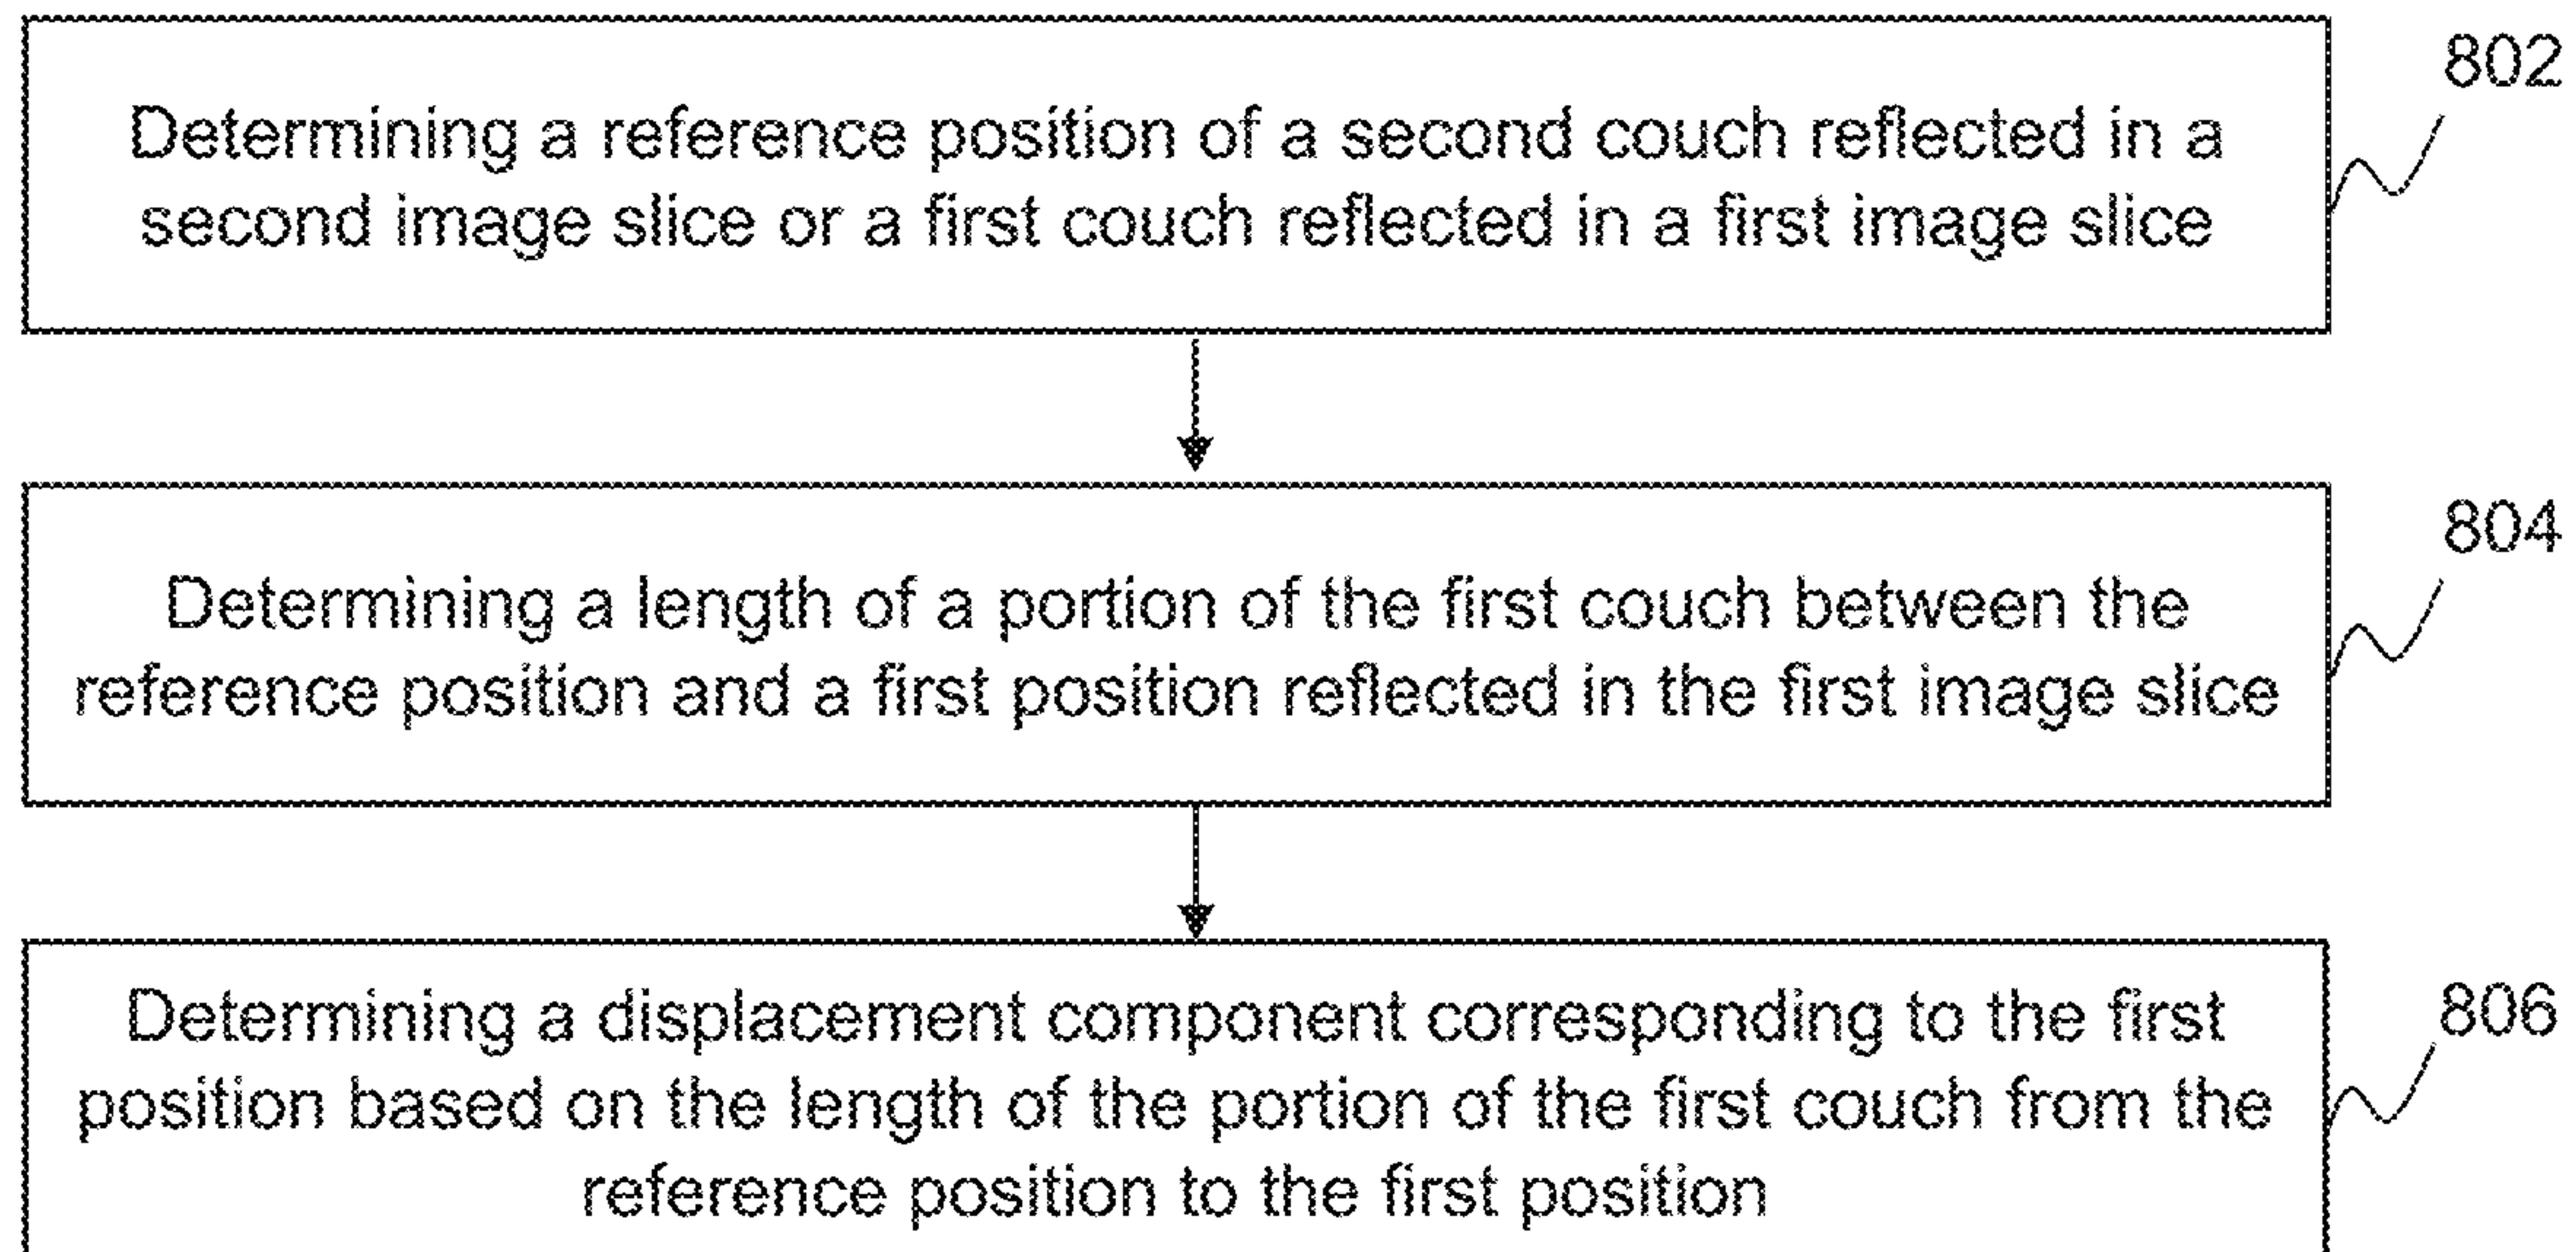 802
Determining a reference position of a second couch reflected in a
second image slice or a first couch reflected in a first image slice
804
Determining a length of a portion of the first couch between the
reference position and a first position reflected in the first image slice
806
Determining a displacement component corresponding to the first
position based on the length of the portion of the first couch from the
reference position to the first position